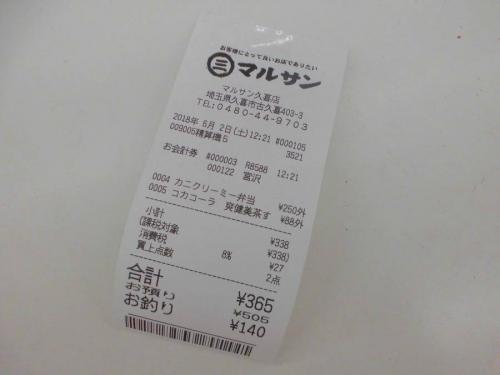 お客様にとって良いお店でありたい
三 マルサン
マルサン久喜店
埼玉県久喜市古久喜403-3
TEL:0480-44-9703
2018年 6月 2日(土)12:21 #000105
009005精算機5 3521
お会計券 #000003 R8588 12:21
000122 宮沢
0004 カニクリーミー弁当 ¥250外
0005 コカコーラ 爽健美茶す ¥88外
小計 ¥338
(課税対象 ¥338)
消費税 8% ¥27
買上点数 2点
合計 ¥365
お預り ¥505
お釣り ¥140